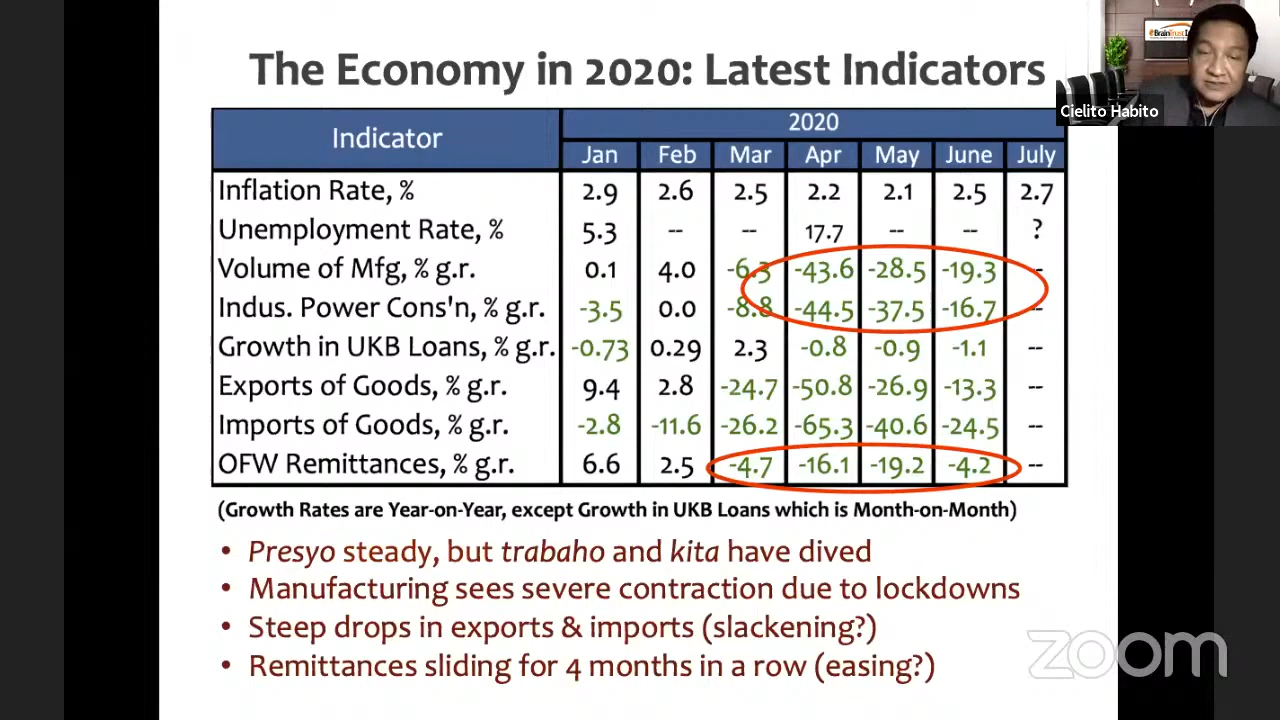 The Economy in 2020: Latest Indicators
BrainTrust
Cielito Habito
Indicator 2020
Jan Feb Mar Apr May June July
Inflation Rate, % 2.9 2.6 2.5 2.2 2.1 2.5 2.7
Unemployment Rate, % 5.3 -- -- 17.7 -- -- ?
Volume of Mfg, % g.r. 0.1 4.0 -6.3 -43.6 -28.5 -19.3 --
Indus. Power Cons'n, % g.r. -3.5 0.0 -8.8 -44.5 -37.5 -16.7 --
Growth in UKB Loans, % g.r. -0.73 0.29 2.3 -0.8 -0.9 -1.1 --
Exports of Goods, % g.r. 9.4 2.8 -24.7 -50.8 -26.9 -13.3 --
Imports of Goods, % g.r. -2.8 -11.6 -26.2 -65.3 -40.6 -24.5 --
OFW Remittances, % g.r. 6.6 2.5 -4.7 -16.1 -19.2 -4.2 --
(Growth Rates are Year-on-Year, except Growth in UKB Loans which is Month-on-Month)
• Presyo steady, but trabaho and kita have dived
• Manufacturing sees severe contraction due to lockdowns
• Steep drops in exports & imports (slackening?)
• Remittances sliding for 4 months in a row (easing?)
zoom